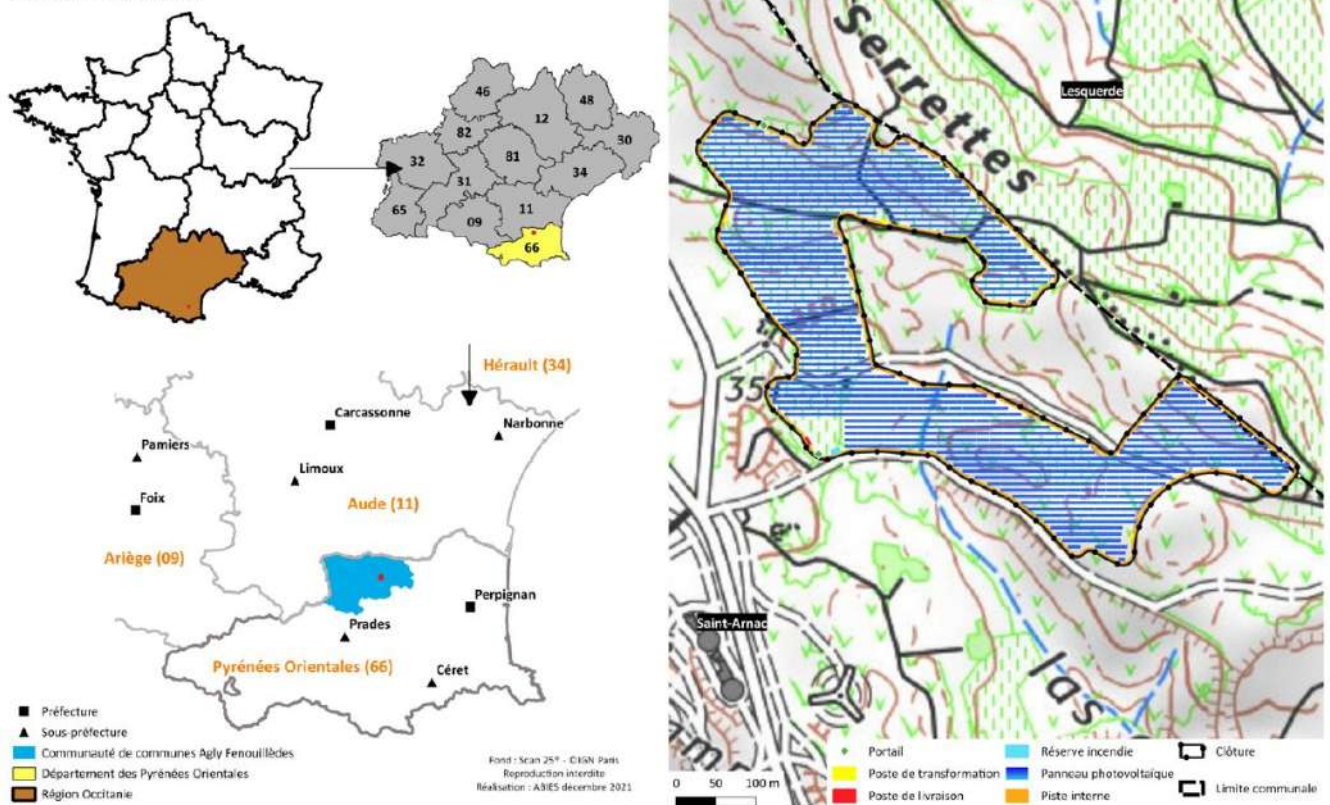 46
48
12
82
30
32
81
34
31
65
09
11
66
Hérault (34)
Carcassonne
Narbonne
Pamiers
Limoux
Foix
Aude (11)
Ariège (09)
Perpignan
Prades
Pyrénées Orientales (66)
Céret
Préfecture
Sous-préfecture
Communauté de communes Agly Fenouillèdes
Département des Pyrénées Orientales
Région Occitanie
Fond : Scan 25® - ©IGN Paris
Reproduction interdite
Réalisation : ABIES décembre 2021
Serrettes
Lesquerde
35
Saint-Arnac
las
0 50 100 m
Portail
Poste de transformation
Poste de livraison
Réserve incendie
Panneau photovoltaïque
Piste interne
Clôture
Limite communale